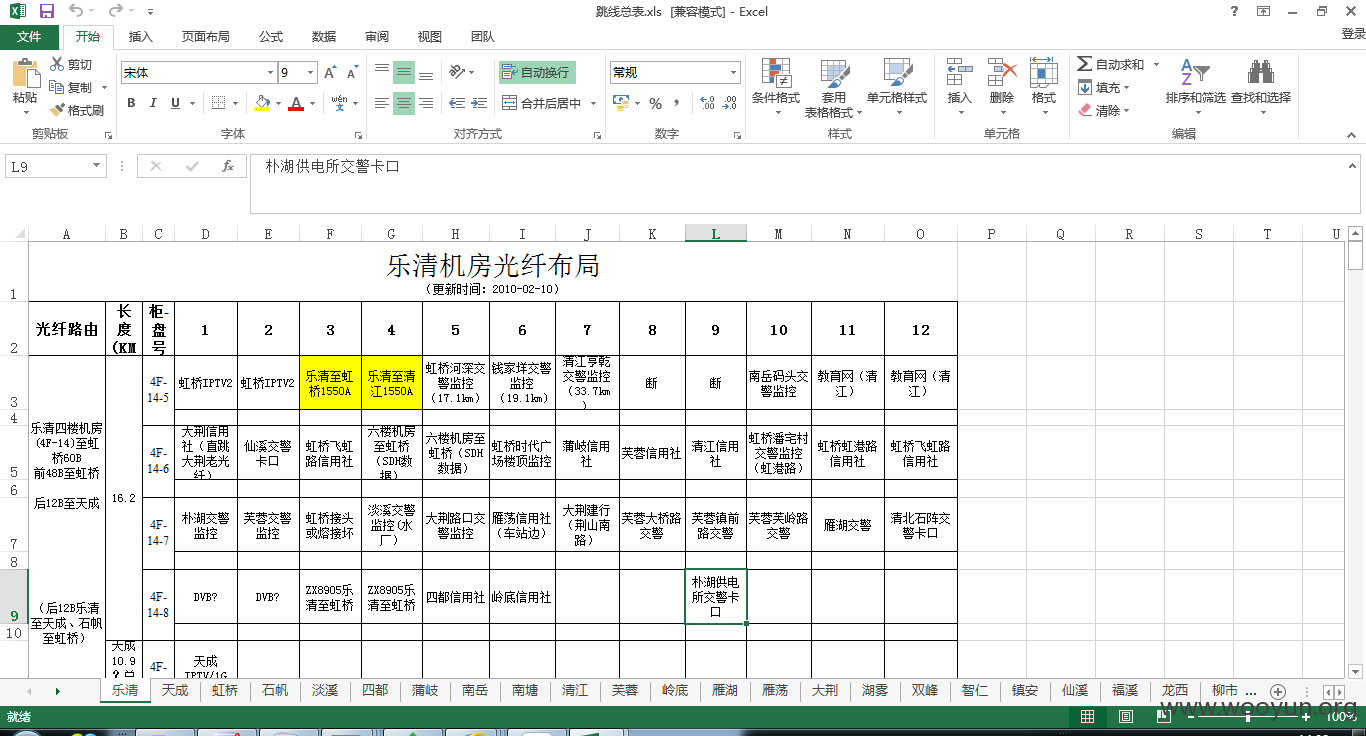 跳线总表.xls [兼容模式] - Excel
?
登录
文件 开始 插入 页面布局 公式 数据 审阅 视图 团队
粘贴
剪切
复制
格式刷
剪贴板
宋体 9
B I U wén
字体
自动换行
合并后居中
对齐方式
常规
% ,
数字
条件格式
套用
表格格式
单元格样式
样式
插入 删除 格式
单元格
自动求和
填充
清除
排序和筛选 查找和选择
编辑
L9
fx
朴湖供电所交警卡口
A B C D E F G H I J K L M N O P Q R S T U
1
乐清机房光纤布局
(更新时间: 2010-02-10)
2
光纤路由
长
度
(KM
柜-
盘
号
1 2 3 4 5 6 7 8 9 10 11 12
3
4F-
14-5
虹桥IPTV2
虹桥IPTV2
乐清至虹
桥1550A
乐清至清
江1550A
虹桥河深交
警监控
(17.1km)
钱家垟交警
监控
(19.1km)
清江亨乾
交警监控
(33.7km
)
断
断
南岳码头交
警监控
教育网(清
江)
教育网(清
江)
4
乐清四楼机房
(4F-14)至虹
桥60B
前48B至虹桥
后12B至天成
16.2
5
4F-
14-6
大荆信用
社(直跳
大荆老光
纤)
仙溪交警
卡口
虹桥飞虹
路信用社
六楼机房
至虹桥
(SDH数
据)
六楼机房至
虹桥(SDH
数据)
虹桥时代广
场楼顶监控
蒲岐信用
社
芙蓉信用社
清江信用
社
虹桥潘宅村
交警监控
(虹港路)
虹桥虹港路
信用社
虹桥飞虹路
信用社
6
7
4F-
14-7
朴湖交警
监控
芙蓉交警
监控
虹桥接头
或熔接坏
淡溪交警
监控(水
厂)
大荆路口交
警监控
雁荡信用社
(车站边)
大荆建行
(荆山南
路)
芙蓉大桥路
交警
芙蓉镇前
路交警
芙蓉芙岭路
交警
雁湖交警
清北石阵交
警卡口
8
9
(后12B乐清
至天成、石帆
至虹桥)
4F-
14-8
DVB?
DVB?
ZX8905乐
清至虹桥
ZX8905乐
清至虹桥
四都信用社
岭底信用社
朴湖供电
所交警卡
口
10
天成
10.9
4F-
天成
IPTV/1G
乐清 天成 虹桥 石帆 淡溪 四都 蒲岐 南岳 南塘 清江 芙蓉 岭底 雁湖 雁荡 大荆 湖雾 双峰 智仁 镇安 仙溪 福溪 龙西 柳市 ...
就绪
100%
www.wooyun.org